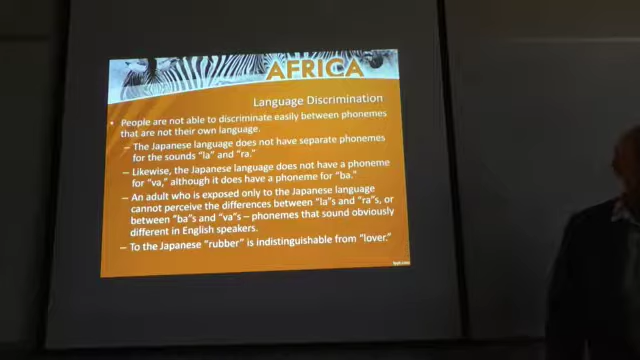 AFRICA
Language Discrimination
• People are not able to discriminate easily between phonemes
that are not their own language.
– The Japanese language does not have separate phonemes
for the sounds “la” and “ra.”
– Likewise, the Japanese language does not have a phoneme
for “va,” although it does have a phoneme for “ba.”
– An adult who is exposed only to the Japanese language
cannot perceive the differences between “la”s and “ra”s, or
between “ba”s and “va”s – phonemes that sound obviously
different in English speakers.
– To the Japanese “rubber” is indistinguishable from “lover.”